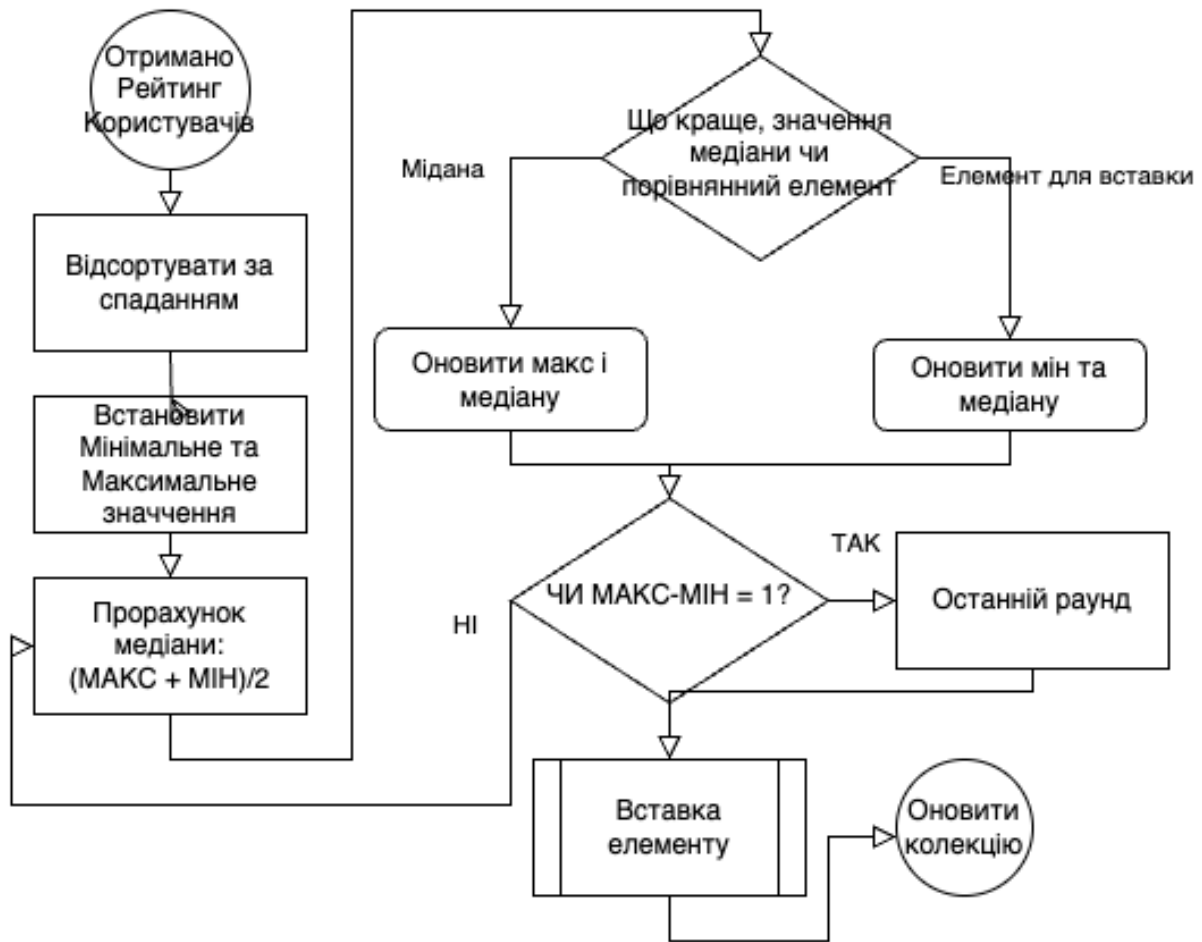 Отримано
Рейтинг
Користувачів
Відсортувати за
спаданням
Встановити
Мінімальне та
Максимальне
значчення
Прорахунок
медіани:
(МАКС + МІН)/2
Що краще, значення
медіани чи
порівнянний елемент
Мідана
Елемент для вставки
Оновити макс і
медіану
Оновити мін та
медіану
ЧИ МАКС-МІН = 1?
ТАК
НІ
Останній раунд
Вставка
елементу
Оновити
колекцію